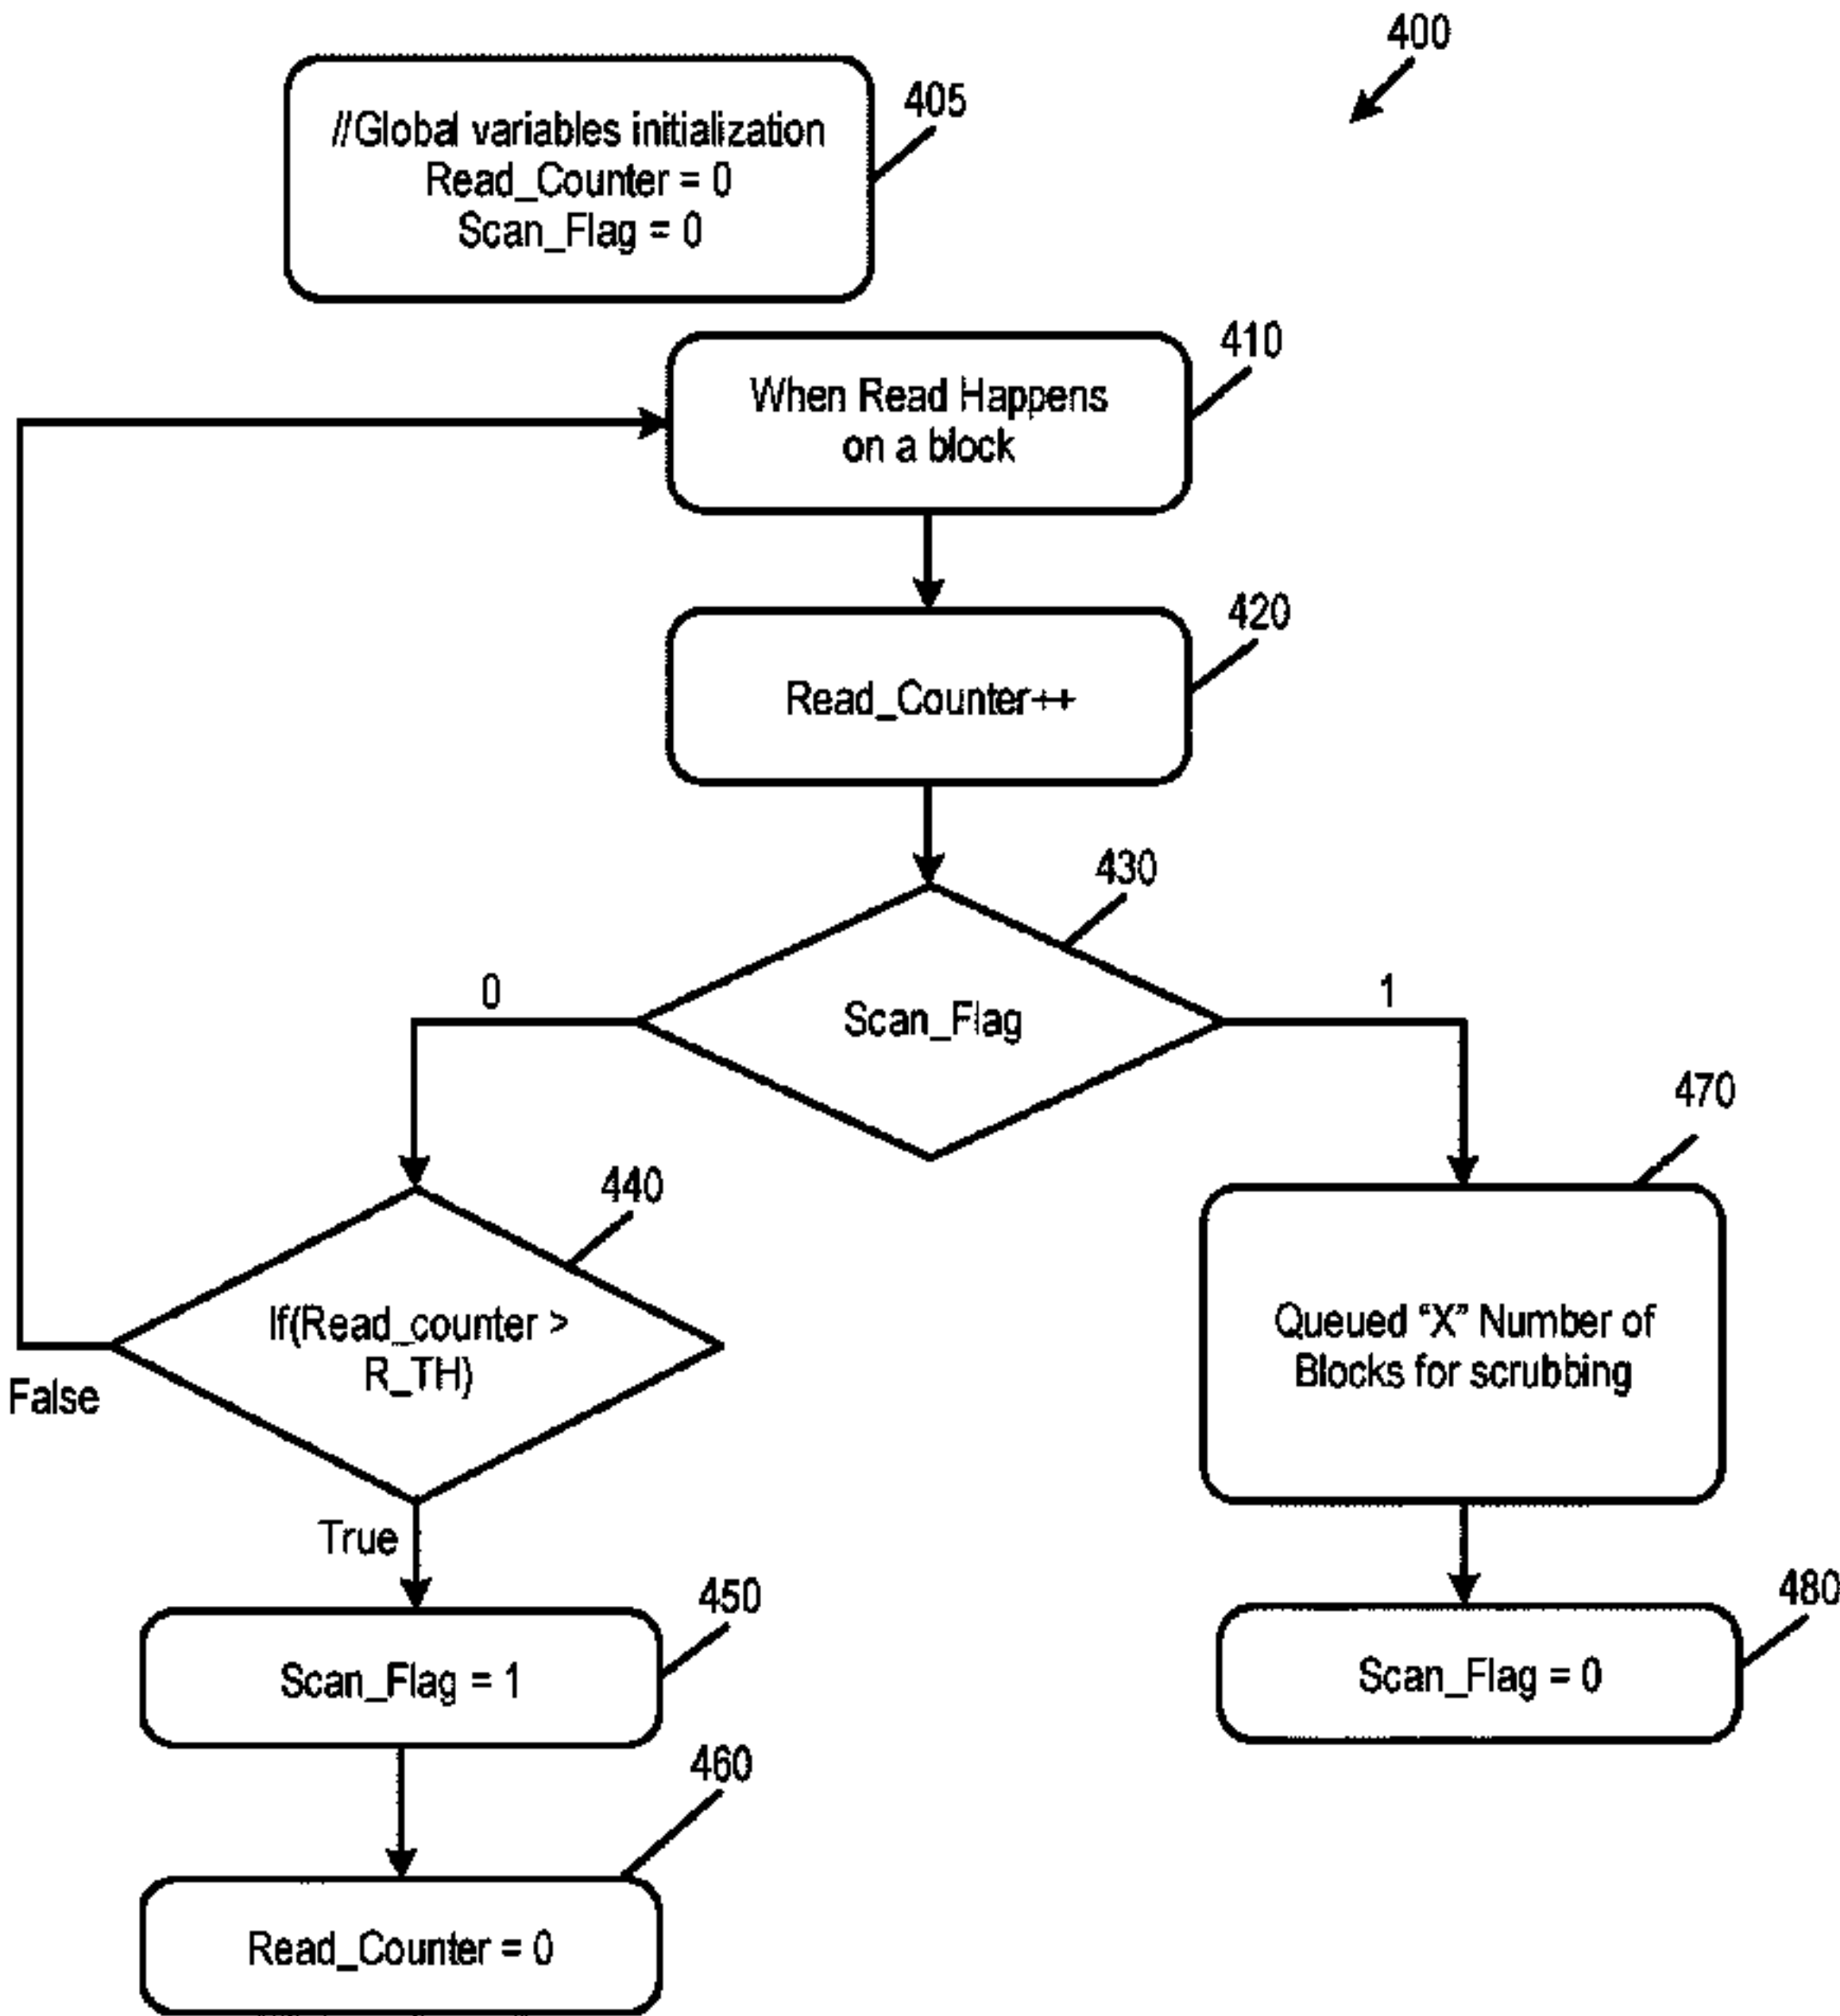 400
//Global variables initialization
Read_Counter = 0
Scan_Flag = 0
405
When Read Happens
on a block
410
Read_Counter++
420
430
Scan_Flag
0
1
440
If(Read_counter >
R_TH)
False
True
470
Queued “X” Number of
Blocks for scrubbing
450
Scan_Flag = 1
480
Scan_Flag = 0
460
Read_Counter = 0